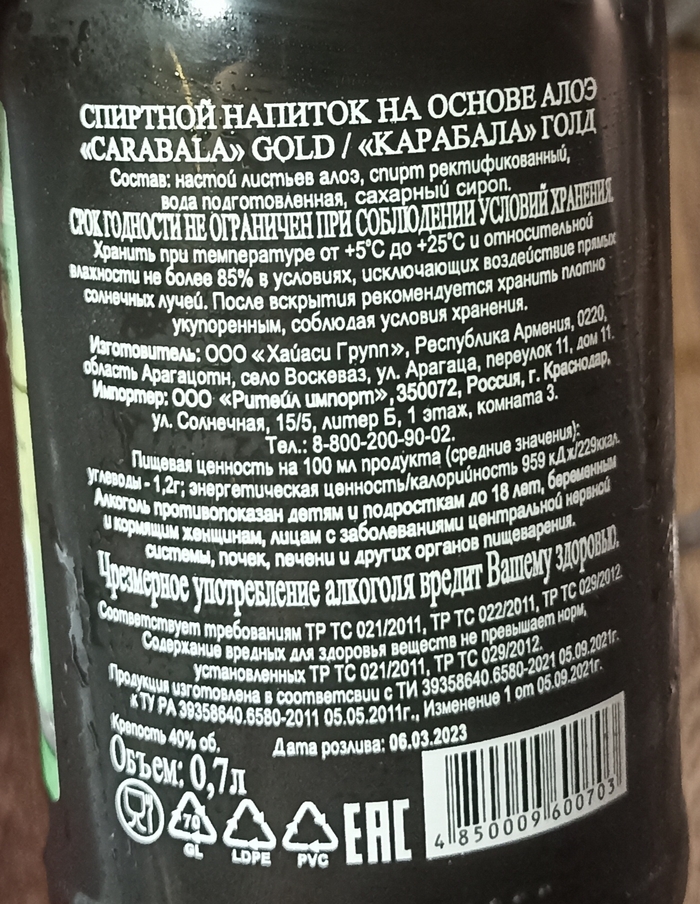 СПИРТНОЙ НАПИТОК НА ОСНОВЕ АЛОЭ
«CARABALA» GOLD / «КАРАБАЛА» ГОЛД
Состав: настой листьев алоэ, спирт ректификованный,
вода подготовленная, сахарный сироп.
СРОК ГОДНОСТИ НЕ ОГРАНИЧЕН ПРИ СОБЛЮДЕНИИ УСЛОВИЙ ХРАНЕНИЯ.
Хранить при температуре от +5°С до +25°С и относительной
влажности не более 85% в условиях, исключающих воздействие прямых
солнечных лучей. После вскрытия рекомендуется хранить плотно
укупоренным, соблюдая условия хранения.
Изготовитель: ООО «Хайаси Групп», Республика Армения, 0220,
область Арагацотн, село Воскеваз, ул. Арагаца, переулок 11, дом 11.
Импортер: ООО «Ритейл импорт», 350072, Россия, г. Краснодар,
ул. Солнечная, 15/5, литер Б, 1 этаж, комната 3.
Тел.: 8-800-200-90-02.
Пищевая ценность на 100 мл продукта (средние значения):
углеводы - 1,2г; энергетическая ценность/калорийность 959 кДж/229ккал.
Алкоголь противопоказан детям и подросткам до 18 лет, беременным
и кормящим женщинам, лицам с заболеваниями центральной нервной
системы, почек, печени и других органов пищеварения.
Чрезмерное употребление алкоголя вредит Вашему здоровью.
Соответствует требованиям ТР ТС 021/2011, ТР ТС 022/2011, ТР ТС 029/2012.
Содержание вредных для здоровья веществ не превышает норм,
установленных ТР ТС 021/2011, ТР ТС 029/2012.
Продукция изготовлена в соответсвии с ТИ 39358640.6580-2021 05.09.2021г.
к ТУ РА 39358640.6580-2011 05.05.2011г., Изменение 1 от 05.09.2021г.
Крепость 40% об.
Дата розлива: 06.03.2023
Объем: 0,7л
70
GL
LDPE
PVC
EAC
4850009600703